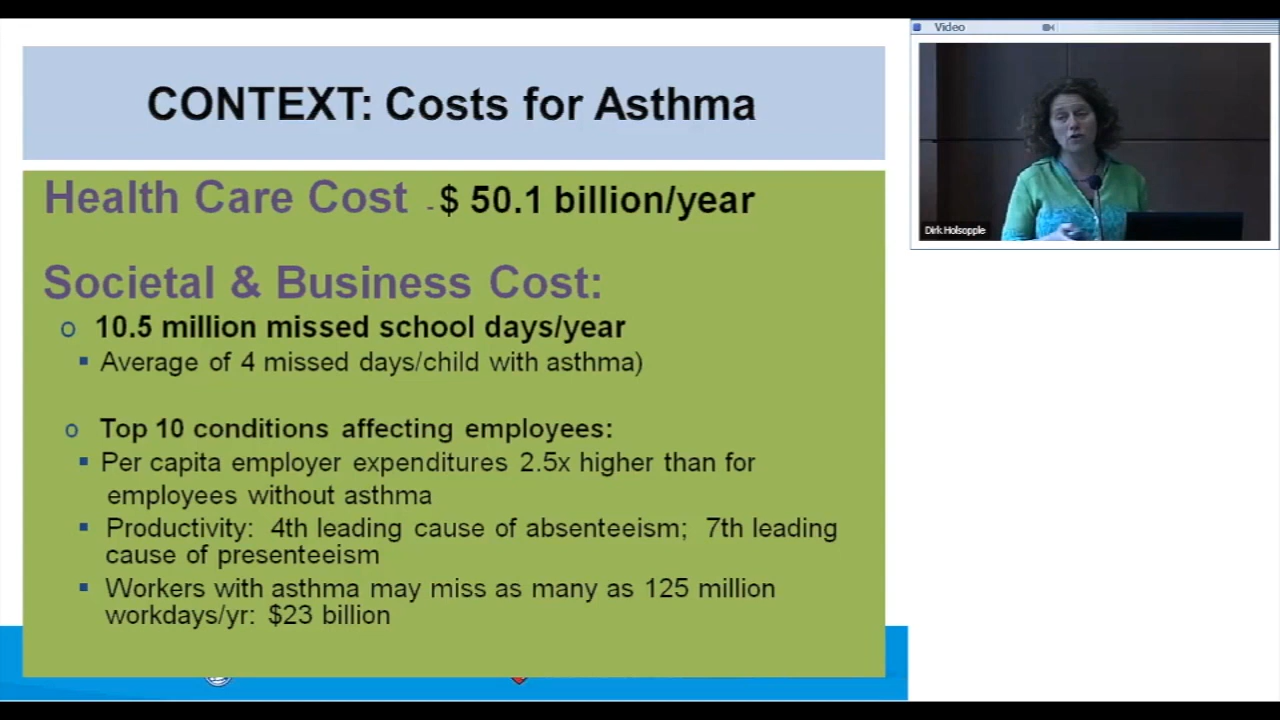 CONTEXT: Costs for Asthma
Health Care Cost - $ 50.1 billion/year
Societal & Business Cost:
o 10.5 million missed school days/year
▪ Average of 4 missed days/child with asthma)
o Top 10 conditions affecting employees:
▪ Per capita employer expenditures 2.5x higher than for
employees without asthma
▪ Productivity: 4th leading cause of absenteeism; 7th leading
cause of presenteeism
▪ Workers with asthma may miss as many as 125 million
workdays/yr: $23 billion
Video
Dirk Holsopple